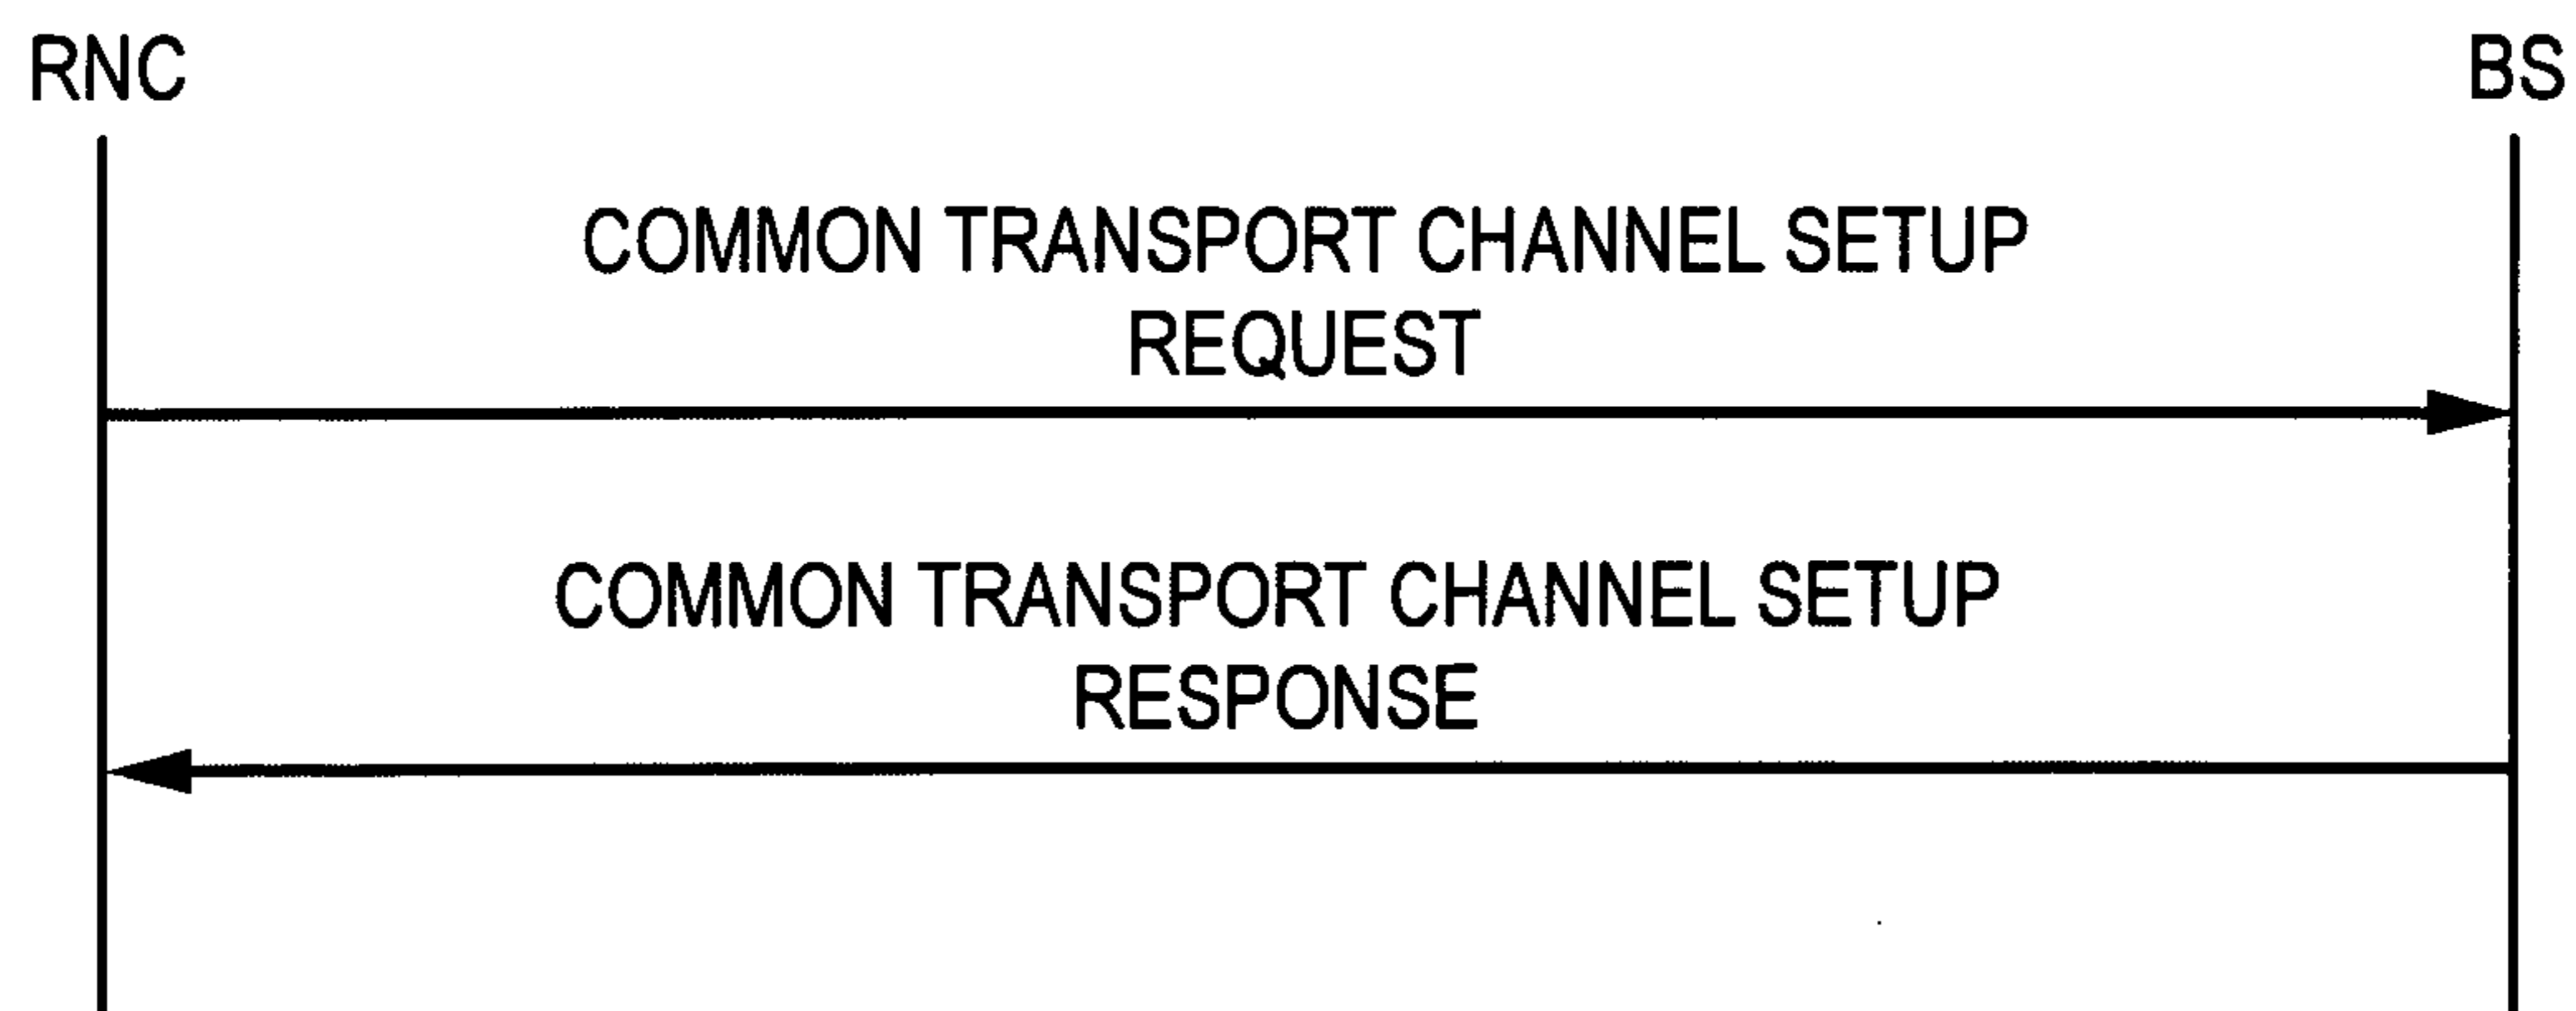 RNC
BS
COMMON TRANSPORT CHANNEL SETUP
REQUEST
COMMON TRANSPORT CHANNEL SETUP
RESPONSE